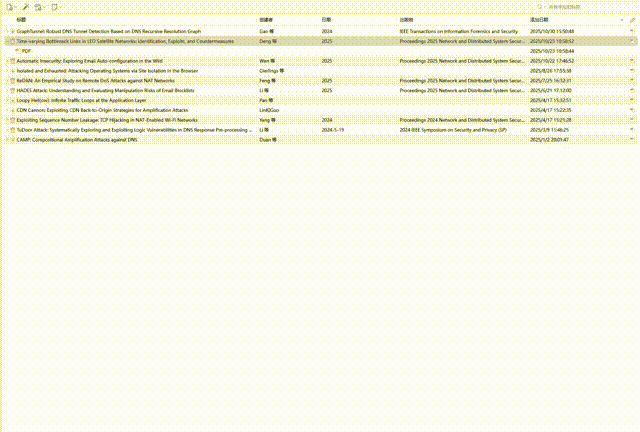 标题 创建者 日期 出版物 添加日期
GraphTunnel: Robust DNS Tunnel Detection Based on DNS Recursive Resolution Graph Gao 等 2024 IEEE Transactions on Information Forensics and Security 2025/10/30 15:50:48
Time-varying Bottleneck Links in LEO Satellite Networks: Identification, Exploits, and Countermeasures Deng 等 2025 Proceedings 2025 Network and Distributed System Secur... 2025/10/23 10:58:52
PDF 2025/10/23 10:58:44
Automatic Insecurity: Exploring Email Auto-configuration in the Wild Wen 等 2025 Proceedings 2025 Network and Distributed System Secur... 2025/10/22 17:46:52
Isolated and Exhausted: Attacking Operating Systems via Site Isolation in the Browser Gierlings 等 2025/8/26 17:55:38
ReDAN: An Empirical Study on Remote DoS Attacks against NAT Networks Feng 等 2025 Proceedings 2025 Network and Distributed System Secur... 2025/7/25 16:32:31
HADES Attack: Understanding and Evaluating Manipulation Risks of Email Blocklists Li 等 2025 Proceedings 2025 Network and Distributed System Secur... 2025/6/21 17:12:00
Loopy Hell(ow): Infinite Traffic Loops at the Application Layer Pan 等 2025/4/17 15:32:51
CDN Cannon: Exploiting CDN Back-to-Origin Strategies for Amplification Attacks 2025/4/17 15:22:35
Exploiting Sequence Number Leakage: TCP Hijacking in NAT-Enabled Wi-Fi Networks Yang 等 2024 Proceedings 2024 Network and Distributed System Secur... 2025/4/17 15:21:28
TuDoor Attack: Systematically Exploring and Exploiting Logic Vulnerabilities in DNS Response Pre-processing ... Li 等 2024-5-19 2024 IEEE Symposium on Security and Privacy (SP) 2025/3/9 11:46:25
CAMP: Compositional Amplification Attacks against DNS Duan 等 2025/1/2 20:01:47